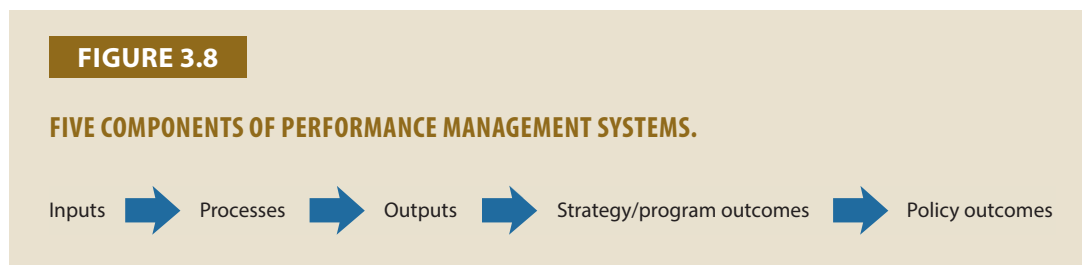 FIGURE 3.8
FIVE COMPONENTS OF PERFORMANCE MANAGEMENT SYSTEMS.
Inputs Processes Outputs Strategy/program outcomes Policy outcomes